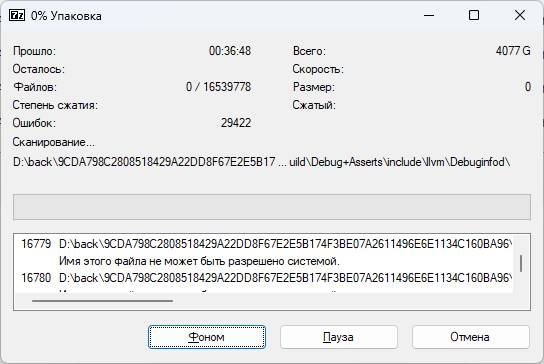 7z 0% Упаковка
Прошло: 00:36:48 Всего: 4077 G
Осталось: Скорость:
Файлов: 0 / 16539778 Размер: 0
Степень сжатия: Сжатый:
Ошибок: 29422
Сканирование...
D:\back\9CDA798C2808518429A22DD8F67E2E5B17 ... uild\Debug+Asserts\include\llvm\Debuginfod\
16779 D:\back\9CDA798C2808518429A22DD8F67E2E5B174F3BE07A2611496E6E1134C160BA96\
Имя этого файла не может быть разрешено системой.
16780 D:\back\9CDA798C2808518429A22DD8F67E2E5B174F3BE07A2611496E6E1134C160BA96\
Фоном Пауза Отмена